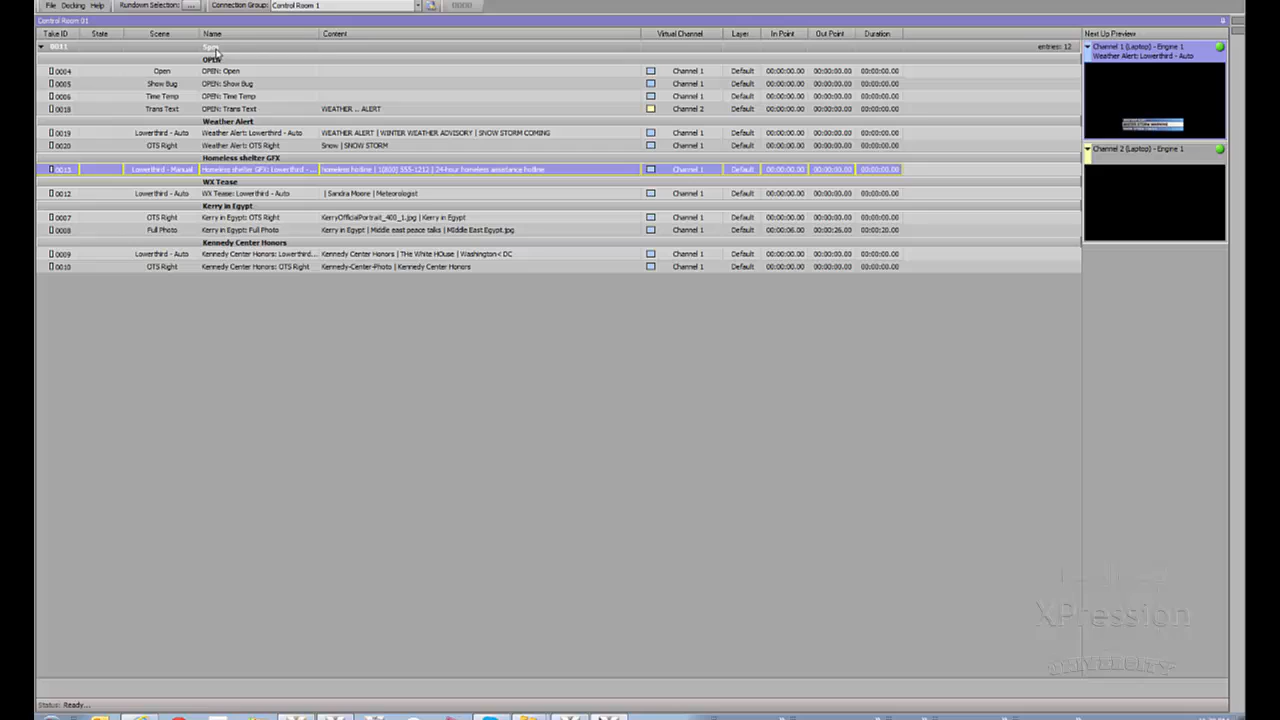 File Docking Help Rundown Selection: ... Connection Group: Control Room 1 0000
Control Room 01
Take ID State Scene Name Content Virtual Channel Layer In Point Out Point Duration Next Up Preview
0011 5pm entries: 12
OPEN
0004 Open OPEN: Open Channel 1 Default 00:00:00.00 00:00:00.00 00:00:00.00
0005 Show Bug OPEN: Show Bug Channel 1 Default 00:00:00.00 00:00:00.00 00:00:00.00
0006 Time Temp OPEN: Time Temp Channel 1 Default 00:00:00.00 00:00:00.00 00:00:00.00
0018 Trans Text OPEN: Trans Text WEATHER .. ALERT Channel 2 Default 00:00:00.00 00:00:00.00 00:00:00.00
Weather Alert
0019 Lowerthird - Auto Weather Alert: Lowerthird - Auto WEATHER ALERT | WINTER WEATHER ADVISORY | SNOW STORM COMING Channel 1 Default 00:00:00.00 00:00:00.00 00:00:00.00
0020 OTS Right Weather Alert: OTS Right Snow | SNOW STORM Channel 1 Default 00:00:00.00 00:00:00.00 00:00:00.00
Homeless shelter GFX
0013 Lowerthird - Manual Homeless shelter GFX: Lowerthird - ... homeless hotline | 1(800) 555-1212 | 24-hour homeless assistance hotline Channel 1 Default 00:00:00.00 00:00:00.00 00:00:00.00
WX Tease
0012 Lowerthird - Auto WX Tease: Lowerthird - Auto | Sandra Moore | Meteorologist Channel 1 Default 00:00:00.00 00:00:00.00 00:00:00.00
Kerry in Egypt
0007 OTS Right Kerry in Egypt: OTS Right KerryOfficialPortrait_400_1.jpg | Kerry in Egypt Channel 1 Default 00:00:00.00 00:00:00.00 00:00:00.00
0008 Full Photo Kerry in Egypt: Full Photo Kerry in Egypt | Middle east peace talks | Middle East Egypt.jpg Channel 1 Default 00:00:06.00 00:00:26.00 00:00:20.00
Kennedy Center Honors
0009 Lowerthird - Auto Kennedy Center Honors: Lowerthird... Kennedy Center Honors | THe White HOuse | Washington< DC Channel 1 Default 00:00:00.00 00:00:00.00 00:00:00.00
0010 OTS Right Kennedy Center Honors: OTS Right Kennedy-Center-Photo | Kennedy Center Honors Channel 1 Default 00:00:00.00 00:00:00.00 00:00:00.00
Channel 1 (Laptop) - Engine 1
Weather Alert: Lowerthird - Auto
Channel 2 (Laptop) - Engine 1
XPression
Status: Ready...